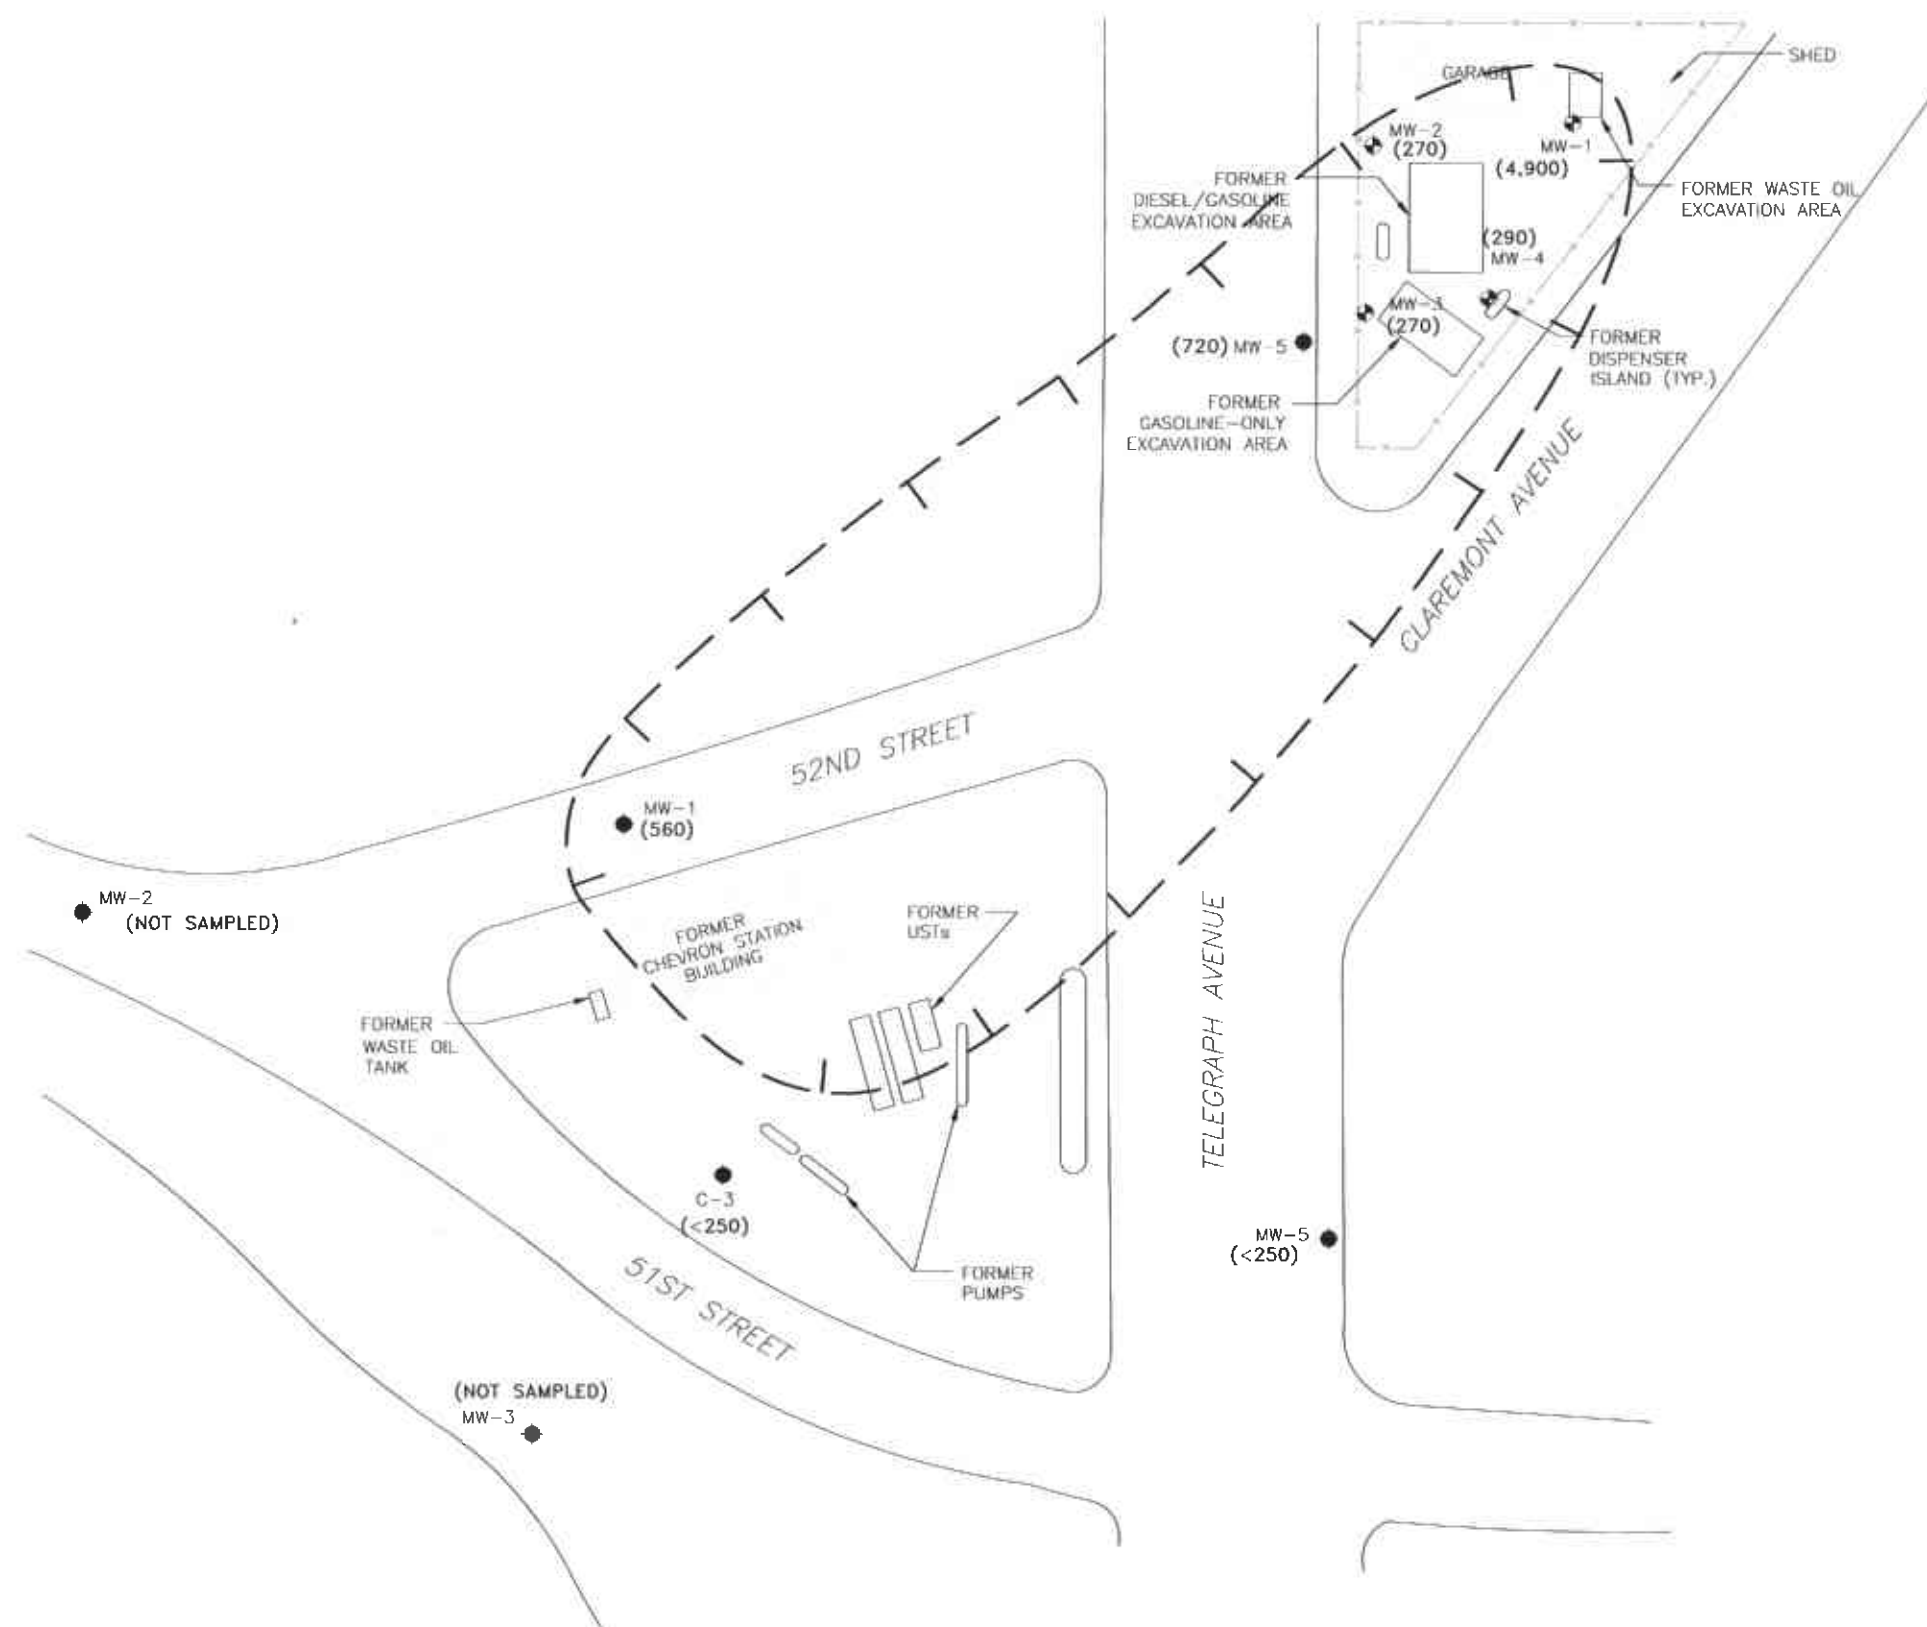 SHED
GARAGE
MW-2
(270)
MW-1
(4,900)
FORMER
DIESEL/GASOLINE
EXCAVATION AREA
FORMER WASTE OIL
EXCAVATION AREA
(290)
MW-4
MW-3
(270)
(720) MW-5
FORMER
DISPENSER
ISLAND (TYP.)
FORMER
GASOLINE-ONLY
EXCAVATION AREA
CLAREMONT AVENUE
52ND STREET
MW-1
(560)
MW-2
(NOT SAMPLED)
FORMER
CHEVRON STATION
BUILDING
FORMER
USTs
TELEGRAPH AVENUE
FORMER
WASTE OIL
TANK
C-3
(<250)
MW-5
(<250)
FORMER
PUMPS
51ST STREET
(NOT SAMPLED)
MW-3